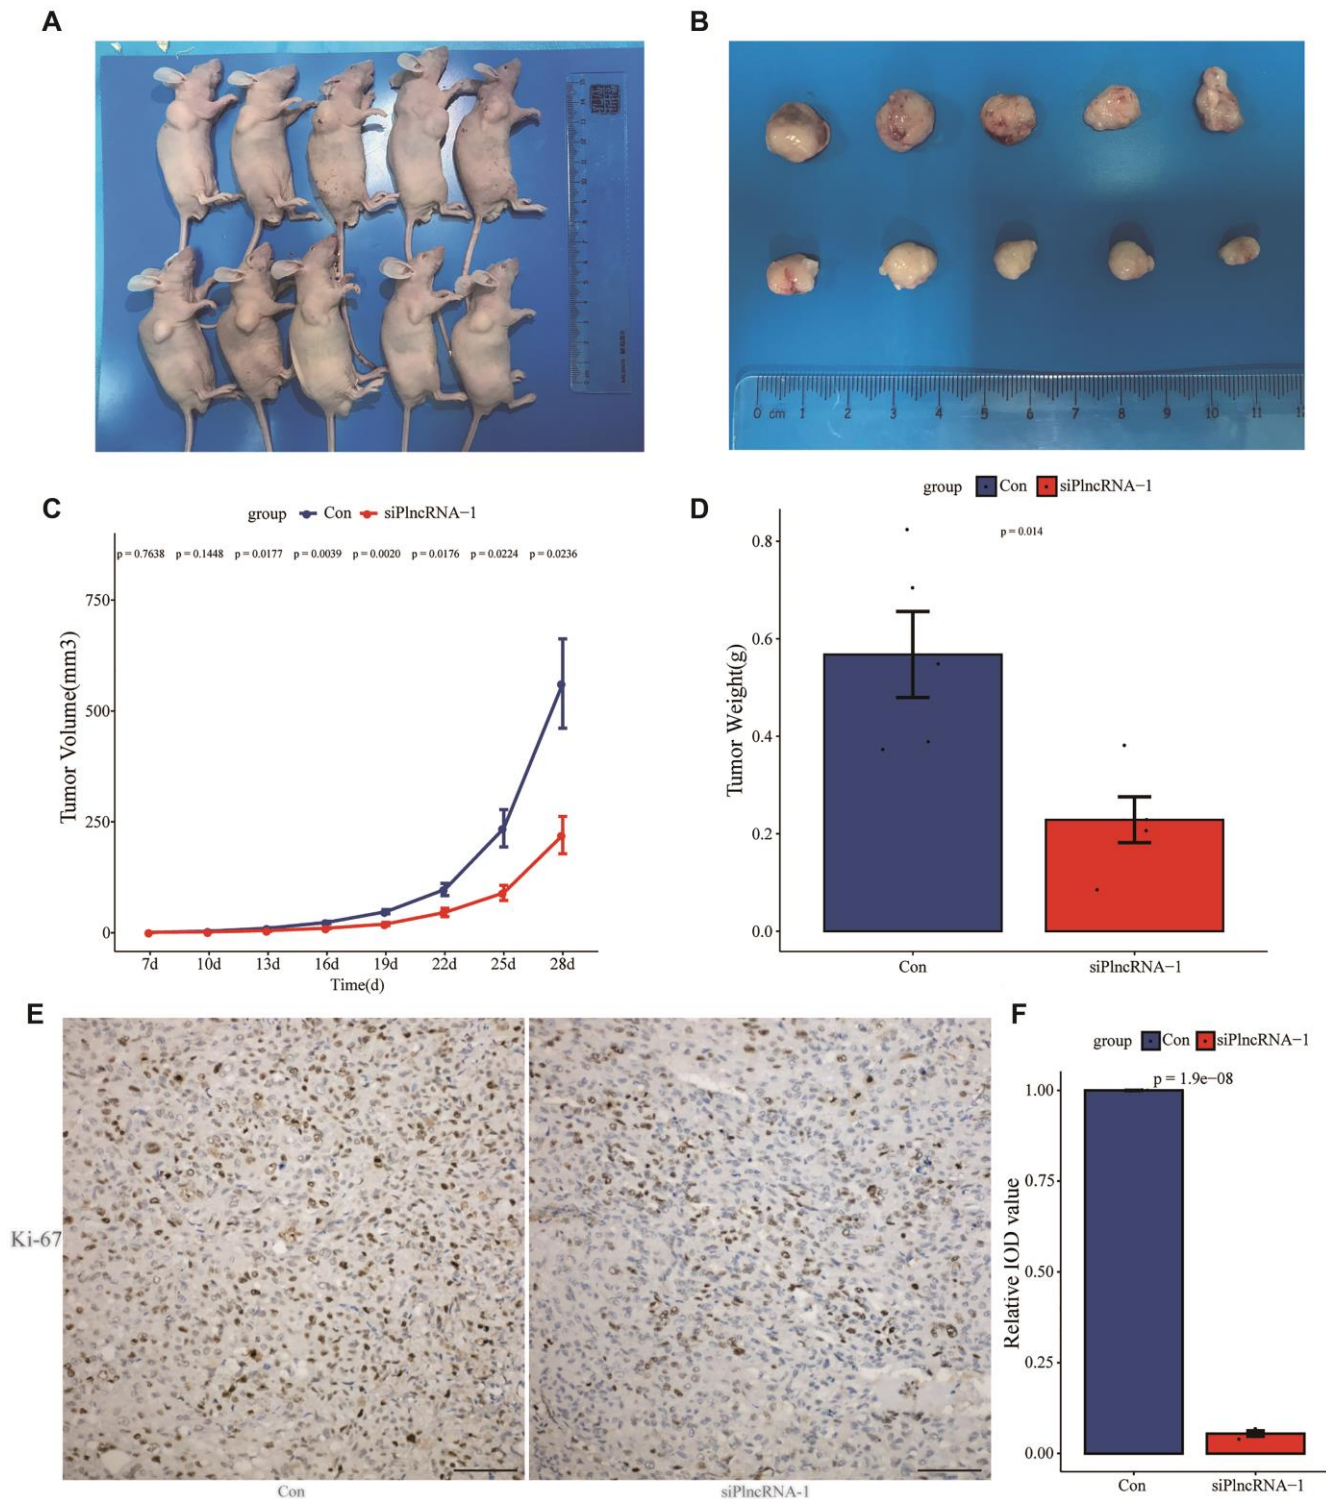 A
B
0 cm 1 2 3 4 5 6 7 8 9 10 11
C
group Con siPlncRNA−1
p = 0.7638 p = 0.1448 p = 0.0177 p = 0.0039 p = 0.0020 p = 0.0176 p = 0.0224 p = 0.0236
Tumor Volume(mm3)
750
500
250
0
7d 10d 13d 16d 19d 22d 25d 28d
Time(d)
D
group Con siPlncRNA−1
p = 0.014
Tumor Weight(g)
0.8
0.6
0.4
0.2
0.0
Con siPlncRNA−1
E
Ki-67
Con siPlncRNA-1
F
group Con siPlncRNA−1
p = 1.9e−08
Relative IOD value
1.00
0.75
0.50
0.25
0.00
Con siPlncRNA−1